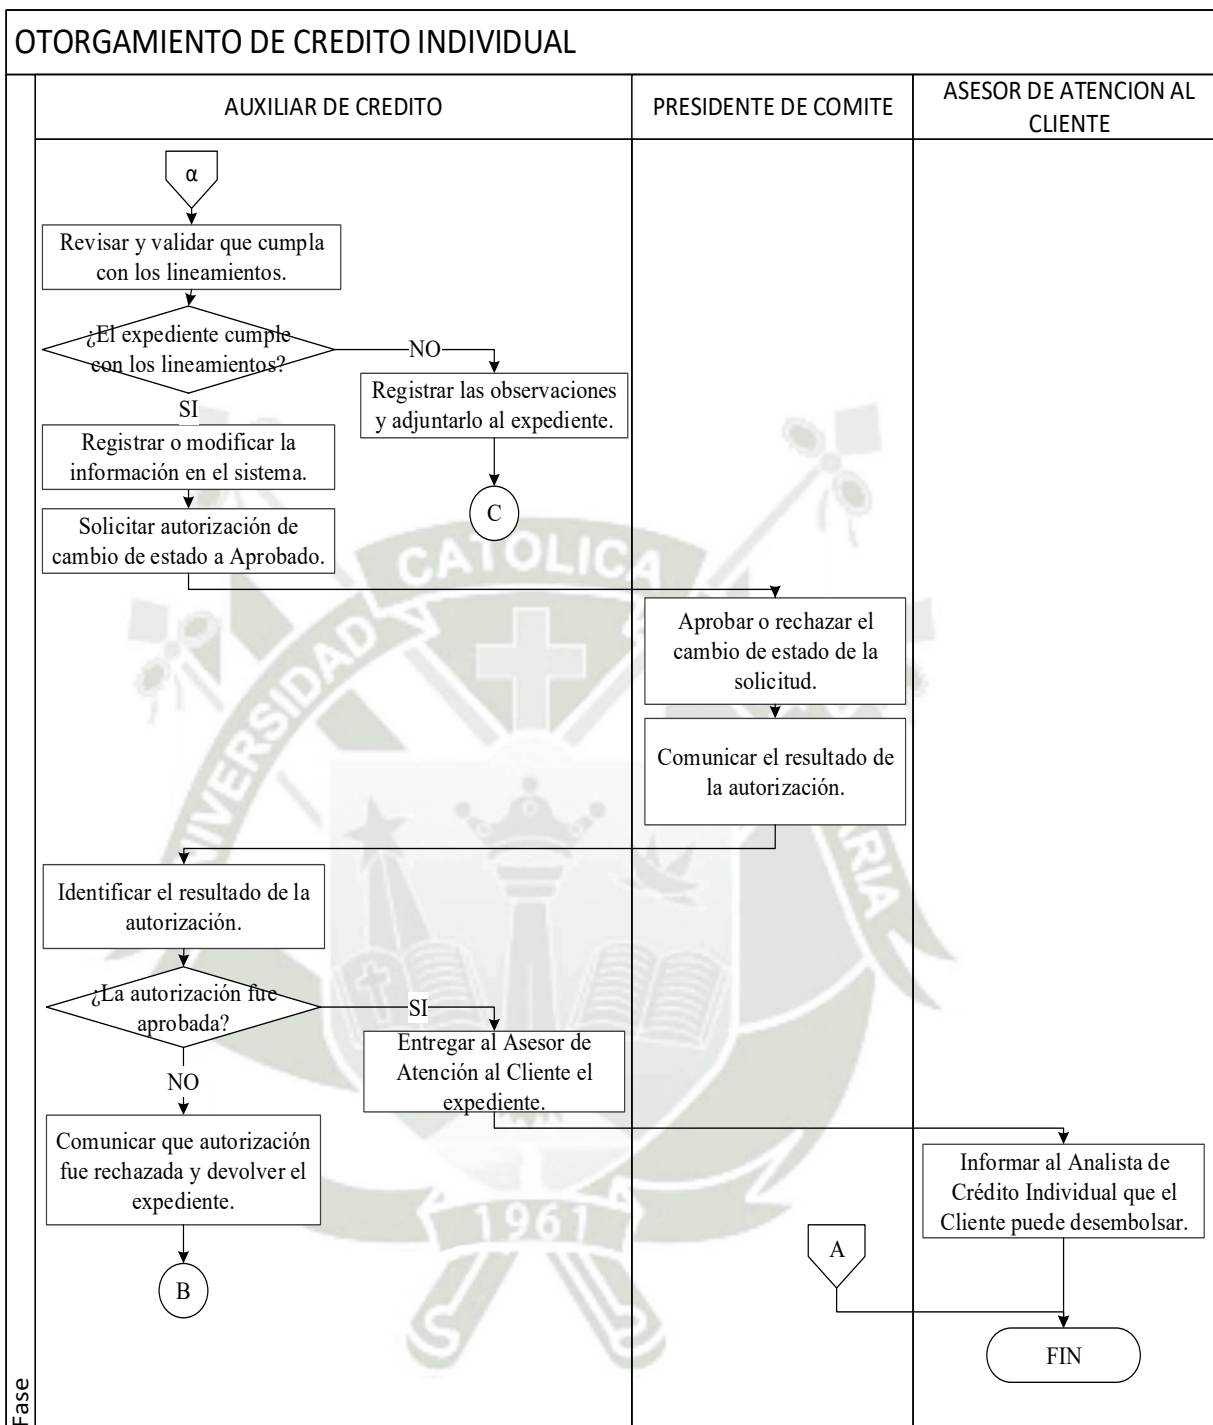 OTORGAMIENTO DE CREDITO INDIVIDUAL
AUXILIAR DE CREDITO
PRESIDENTE DE COMITE
ASESOR DE ATENCION AL
CLIENTE
α
Revisar y validar que cumpla
con los lineamientos.
¿El expediente cumple
con los lineamientos?
NO
SI
Registrar las observaciones
y adjuntarlo al expediente.
Registrar o modificar la
información en el sistema.
C
Solicitar autorización de
cambio de estado a Aprobado.
Aprobar o rechazar el
cambio de estado de la
solicitud.
Comunicar el resultado de
la autorización.
Identificar el resultado de la
autorización.
¿La autorización fue
aprobada?
SI
NO
Entregar al Asesor de
Atención al Cliente el
expediente.
Comunicar que autorización
fue rechazada y devolver el
expediente.
Informar al Analista de
Crédito Individual que el
Cliente puede desembolsar.
A
B
FIN
Fase
CATOLICA
1961